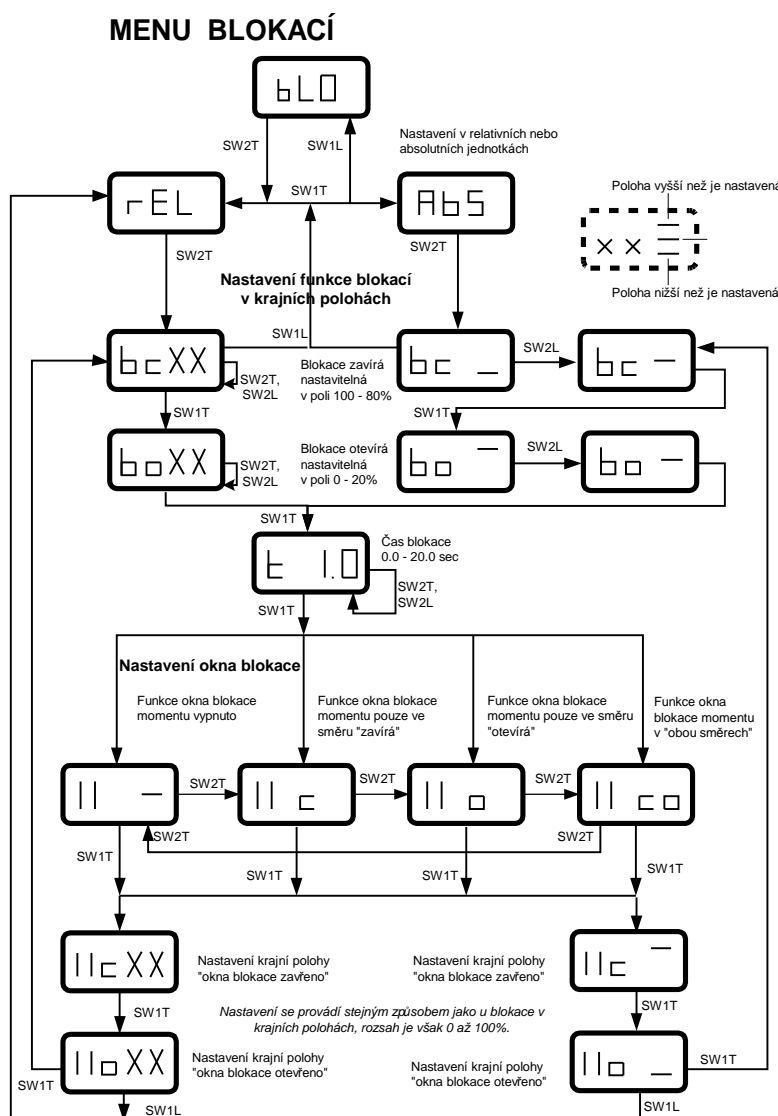 MENU BLOKACÍ
bLO
SW2T
SW1L
Nastavení v relativních nebo
absolutních jednotkách
SW1T
rEL
AbS
Poloha vyšší než je nastavená
X X
Poloha nižší než je nastavená
SW2T
SW2T
Nastavení funkce blokací
v krajních polohách
SW1L
bc XX
SW2T,
SW2L
Blokace zavírá
nastavitelná
v poli 100 - 80%
bc _
SW2L
bc –
SW1T
SW1T
bo XX
SW2T,
SW2L
Blokace otevírá
nastavitelná
v poli 0 - 20%
bo ¯
SW2L
bo –
SW1T
t 1.0
Čas blokace
0.0 - 20.0 sec
SW2T,
SW2L
SW1T
Nastavení okna blokace
Funkce okna blokace
momentu vypnuto
Funkce okna blokace
momentu pouze ve
směru "zavírá"
Funkce okna blokace
momentu pouze ve směru
"otevírá"
Funkce okna
blokace momentu
v "obou směrech"
II –
SW2T
II c
SW2T
II o
SW2T
II co
SW2T
SW2T
SW1T
SW1T
SW1T
SW1T
IIc XX
Nastavení krajní polohy
"okna blokace zavřeno"
Nastavení krajní polohy
"okna blokace zavřeno"
IIc ¯
SW1T
SW1T
Nastavení se provádí stejným způsobem jako u blokace v
krajních polohách, rozsah je však 0 až 100%.
IIo XX
Nastavení krajní polohy
"okna blokace otevřeno"
Nastavení krajní polohy
"okna blokace otevřeno"
IIo _
SW1T
SW1T
SW1L
SW1L